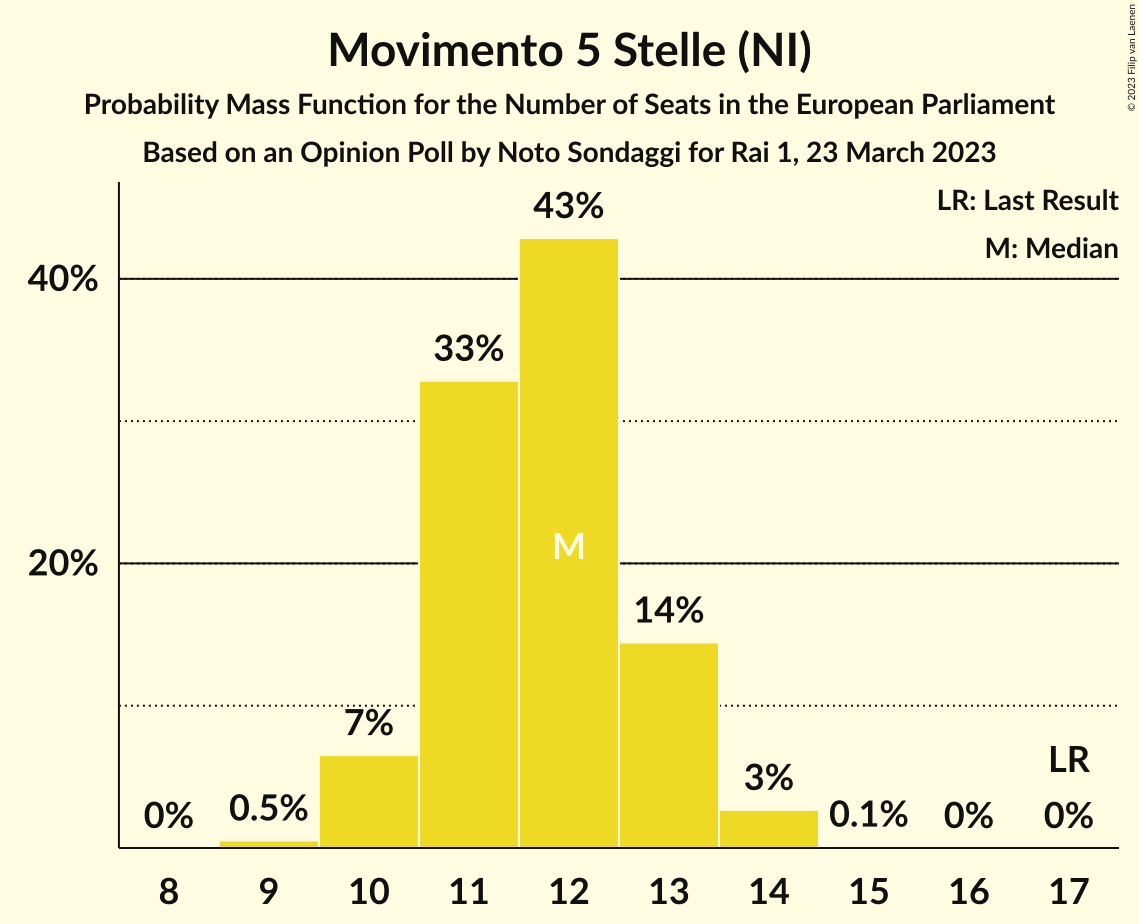 Movimento 5 Stelle (NI)
Probability Mass Function for the Number of Seats in the European Parliament
Based on an Opinion Poll by Noto Sondaggi for Rai 1, 23 March 2023
© 2023 Filip van Laenen
LR: Last Result
M: Median
40%
20%
0%
0.5%
7%
33%
43%
M
14%
3%
0.1%
0%
LR
0%
8 9 10 11 12 13 14 15 16 17